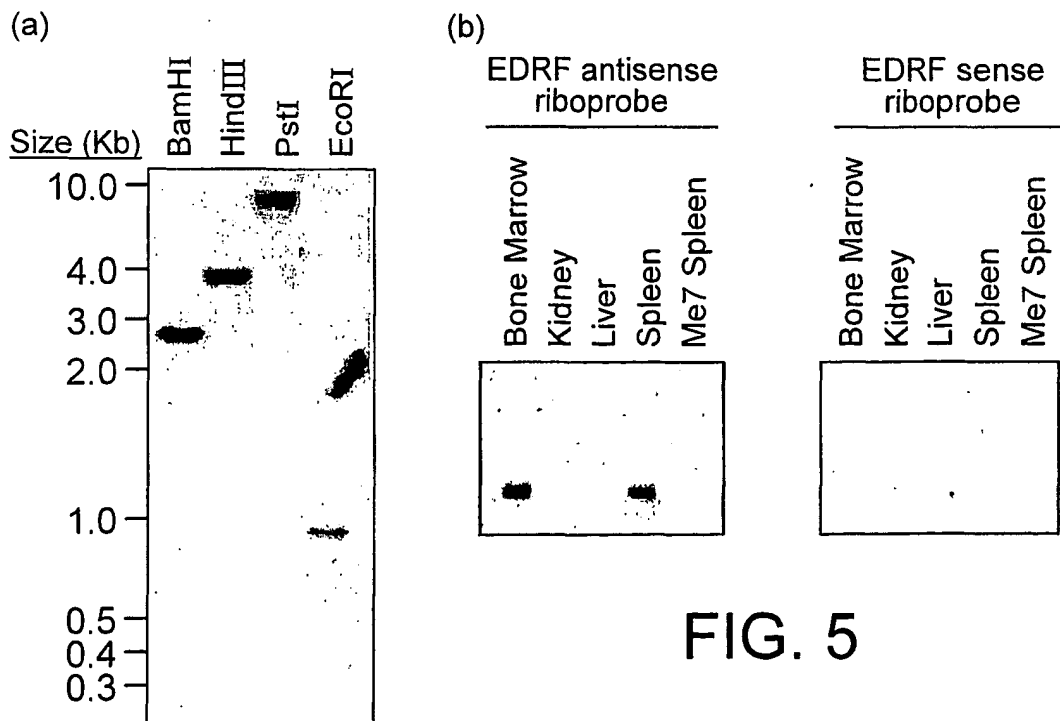 (a)
BamHI
HindIII
PstI
EcoRI
Size (Kb)
10.0
4.0
3.0
2.0
1.0
0.5
0.4
0.3
(b)
EDRF antisense
riboprobe
Bone Marrow
Kidney
Liver
Spleen
Me7 Spleen
EDRF sense
riboprobe
Bone Marrow
Kidney
Liver
Spleen
Me7 Spleen
FIG. 5